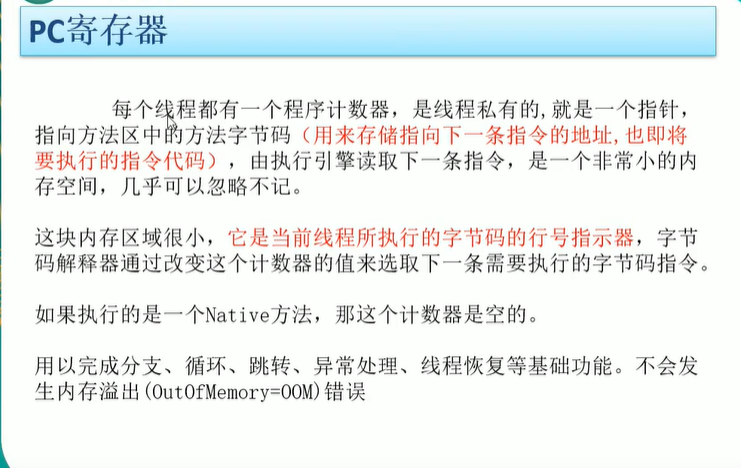 PC寄存器
每个线程都有一个程序计数器，是线程私有的,就是一个指针，
指向方法区中的方法字节码（用来存储指向下一条指令的地址,也即将
要执行的指令代码），由执行引擎读取下一条指令，是一个非常小的内
存空间，几乎可以忽略不记。
这块内存区域很小，它是当前线程所执行的字节码的行号指示器，字节
码解释器通过改变这个计数器的值来选取下一条需要执行的字节码指令。
如果执行的是一个Native方法，那这个计数器是空的。
用以完成分支、循环、跳转、异常处理、线程恢复等基础功能。不会发
生内存溢出(OutOfMemory=OOM)错误